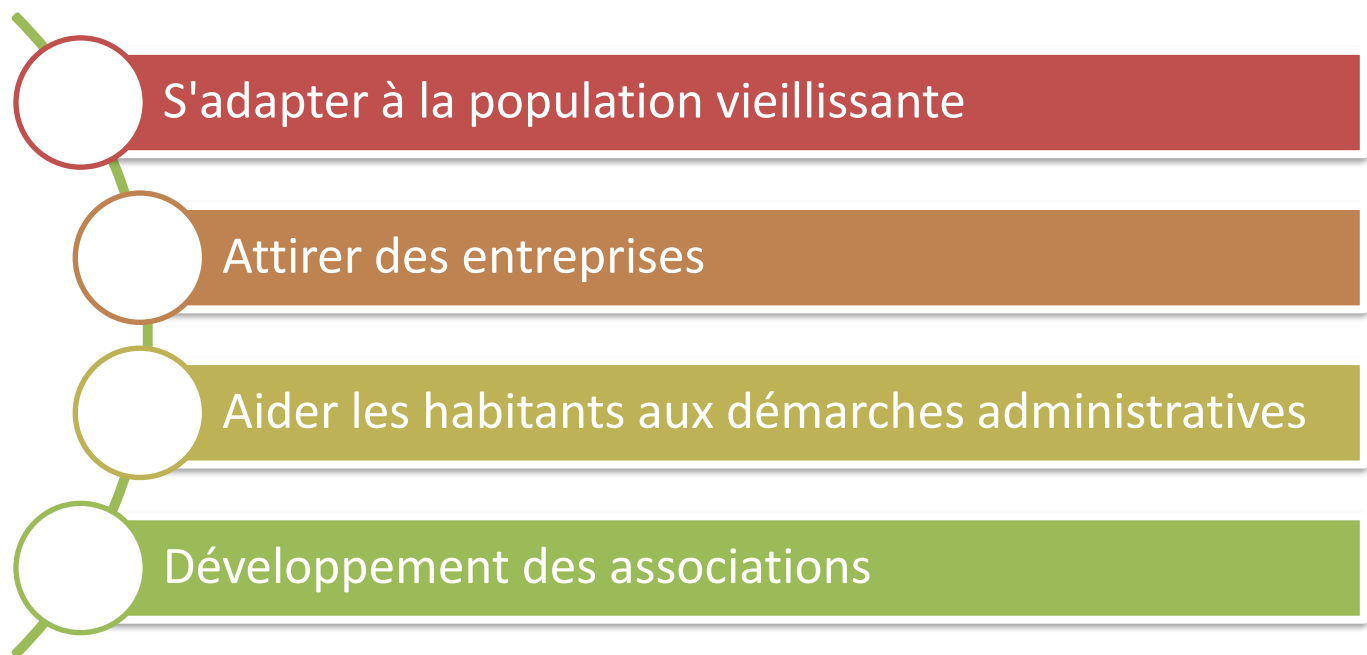 S'adapter à la population vieillissante
Attirer des entreprises
Aider les habitants aux démarches administratives
Développement des associations